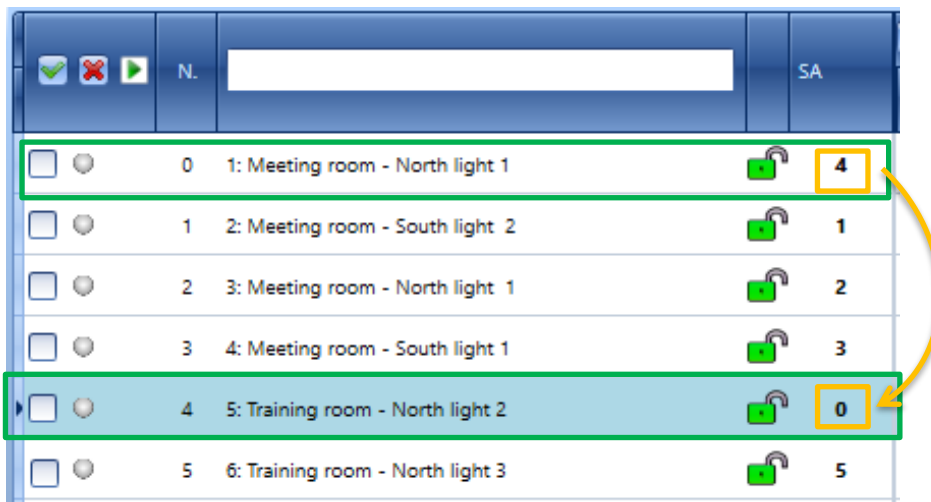 N. SA
0 1: Meeting room - North light 1 4
1 2: Meeting room - South light  2 1
2 3: Meeting room - North light  1 2
3 4: Meeting room - South light 1 3
4 5: Training room - North light 2 0
5 6: Training room - North light 3 5